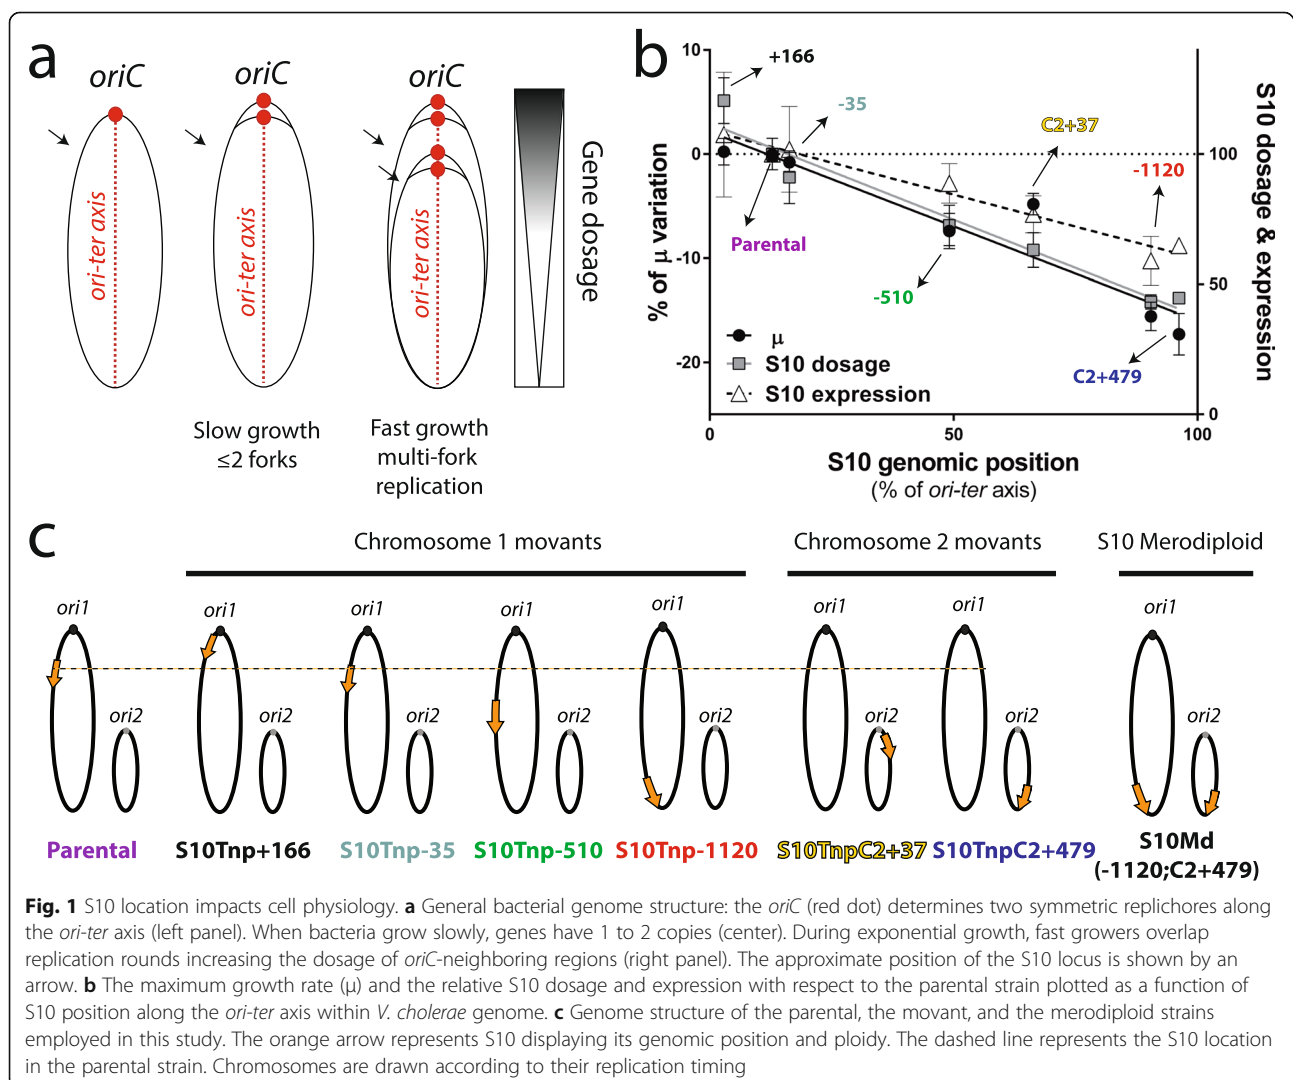 a
oriC
oriC
oriC
ori-ter axis
ori-ter axis
ori-ter axis
Gene dosage
Slow growth
≤2 forks
Fast growth
multi-fork
replication
b
10
0
-10
-20
% of µ variation
+166
-35
C2+37
-1120
Parental
-510
C2+479
µ
S10 dosage
S10 expression
100
50
0
S10 dosage & expression
0
50
100
S10 genomic position
(% of ori-ter axis)
c
Chromosome 1 movants
Chromosome 2 movants
S10 Merodiploid
ori1
ori1
ori1
ori1
ori1
ori1
ori1
ori1
ori2
ori2
ori2
ori2
ori2
ori2
ori2
ori2
Parental
S10Tnp+166
S10Tnp-35
S10Tnp-510
S10Tnp-1120
S10TnpC2+37
S10TnpC2+479
S10Md
(-1120;C2+479)
Fig. 1 S10 location impacts cell physiology. a General bacterial genome structure: the oriC (red dot) determines two symmetric replichores along
the ori-ter axis (left panel). When bacteria grow slowly, genes have 1 to 2 copies (center). During exponential growth, fast growers overlap
replication rounds increasing the dosage of oriC-neighboring regions (right panel). The approximate position of the S10 locus is shown by an
arrow. b The maximum growth rate (µ) and the relative S10 dosage and expression with respect to the parental strain plotted as a function of
S10 position along the ori-ter axis within V. cholerae genome. c Genome structure of the parental, the movant, and the merodiploid strains
employed in this study. The orange arrow represents S10 displaying its genomic position and ploidy. The dashed line represents the S10 location
in the parental strain. Chromosomes are drawn according to their replication timing